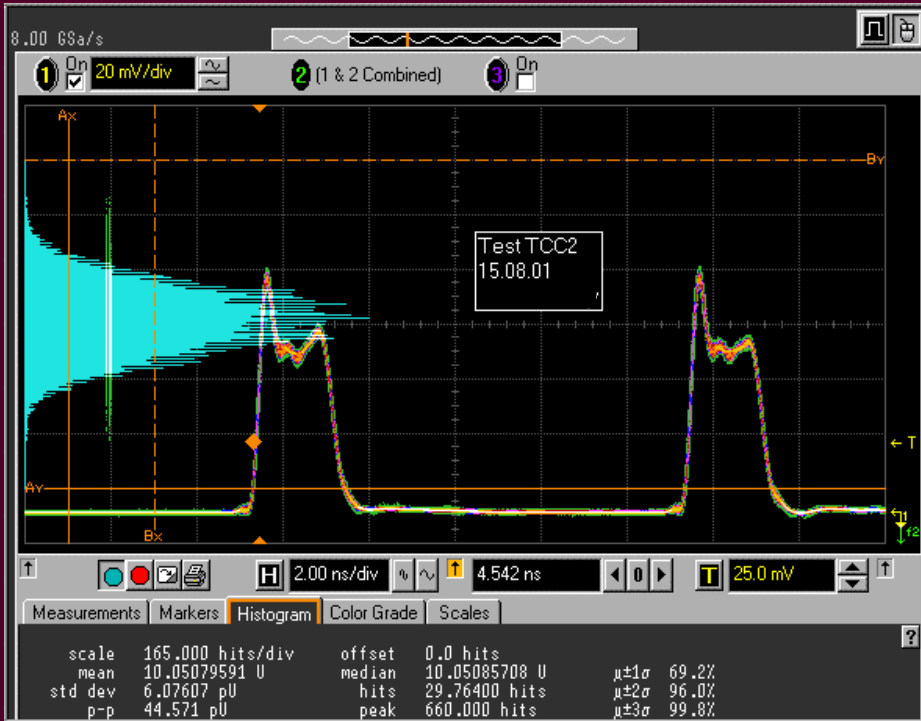 8.00 GSa/s
1 On 20 mV/div 2 (1 & 2 Combined) 3 On
Ax
By
Test TCC2
15.08.01
T
Ay
1
f2
Bx
H 2.00 ns/div 4.542 ns 0 T 25.0 mV
Measurements Markers Histogram Color Grade Scales
?
scale 165.000 hits/div offset 0.0 hits
mean 10.05079591 U median 10.05085708 U μ±1σ 69.2%
std dev 6.07607 pU hits 29.76400 hits μ±2σ 96.0%
p-p 44.571 pU peak 660.000 hits μ±3σ 99.8%